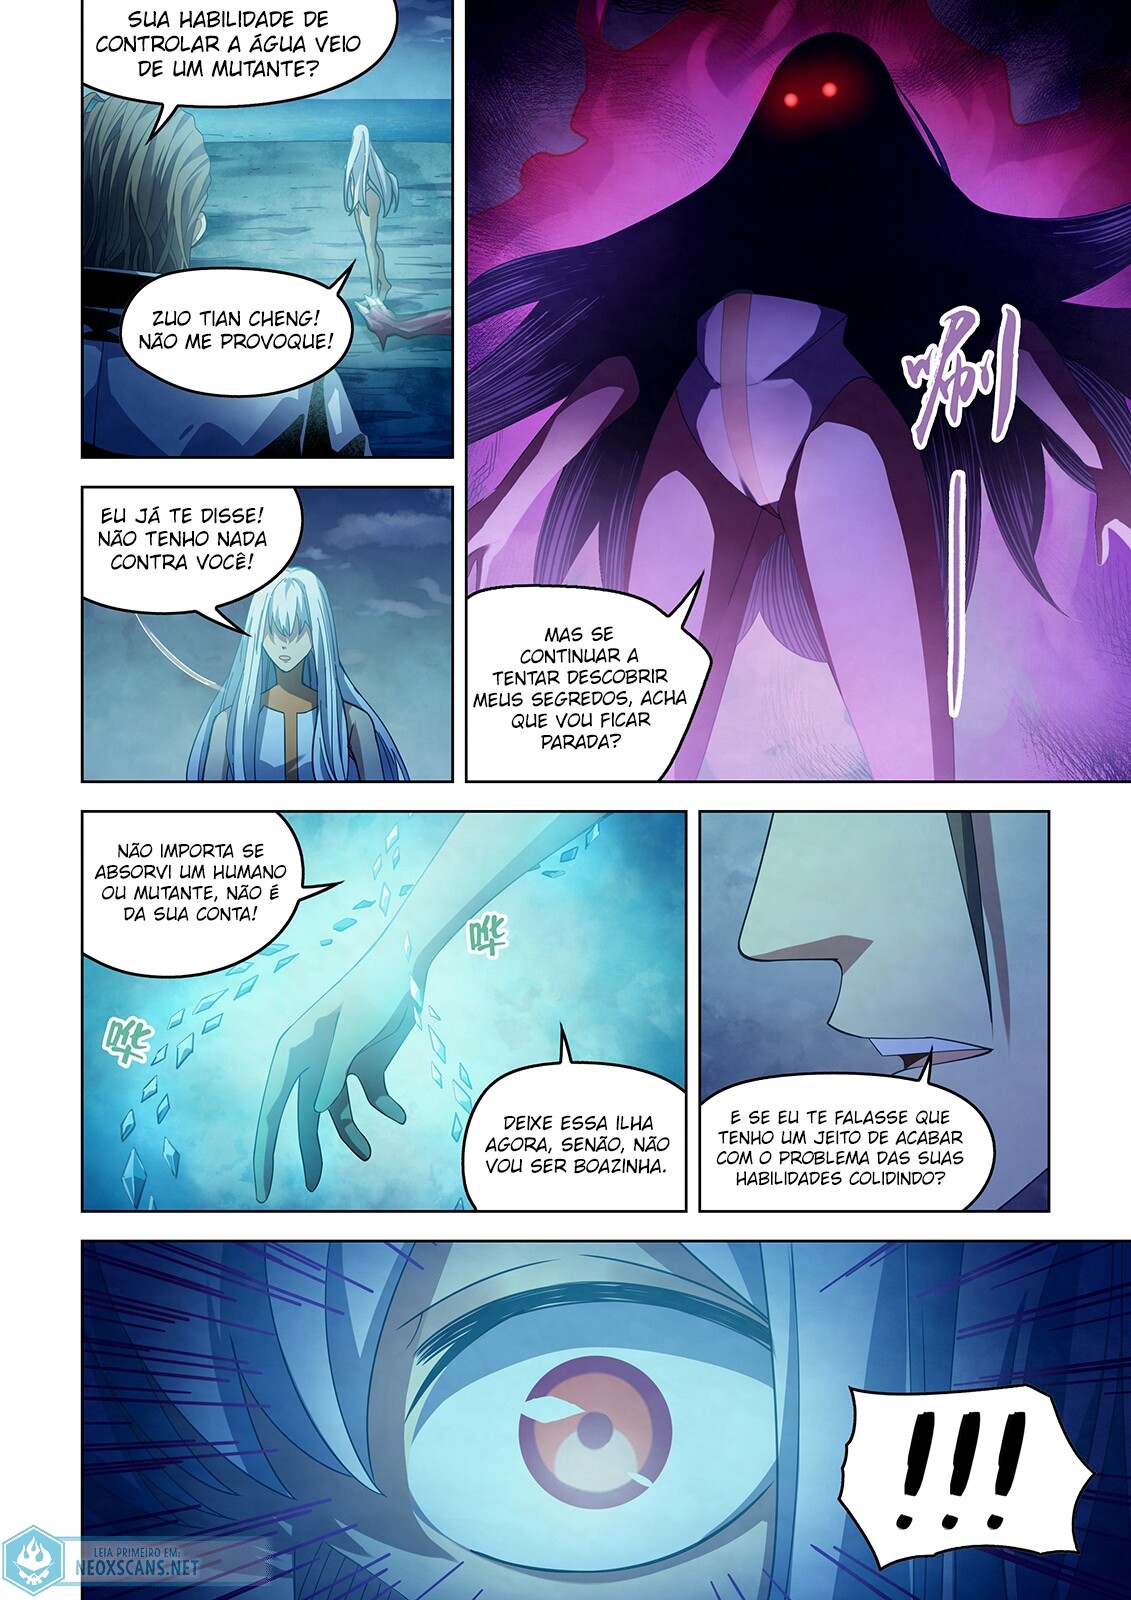 SUA HABILIDADE DE
CONTROLAR A ÁGUA VEIO
DE UM MUTANTE?
ZUO TIAN CHENG!
NÃO ME PROVOQUE!
EU JÁ TE DISSE!
NÃO TENHO NADA
CONTRA VOCÊ!
唰
MAS SE
CONTINUAR A
TENTAR DESCOBRIR
MEUS SEGREDOS, ACHA
QUE VOU FICAR
PARADA?
NÃO IMPORTA SE
ABSORVI UM HUMANO
OU MUTANTE, NÃO É
DA SUA CONTA!
哗
哗
DEIXE ESSA ILHA
AGORA, SENÃO, NÃO
VOU SER BOAZINHA.
E SE EU TE FALASSE QUE
TENHO UM JEITO DE ACABAR
COM O PROBLEMA DAS SUAS
HABILIDADES COLIDINDO?
!!!
LEIA PRIMEIRO EM:
NEOXSCANS.NET